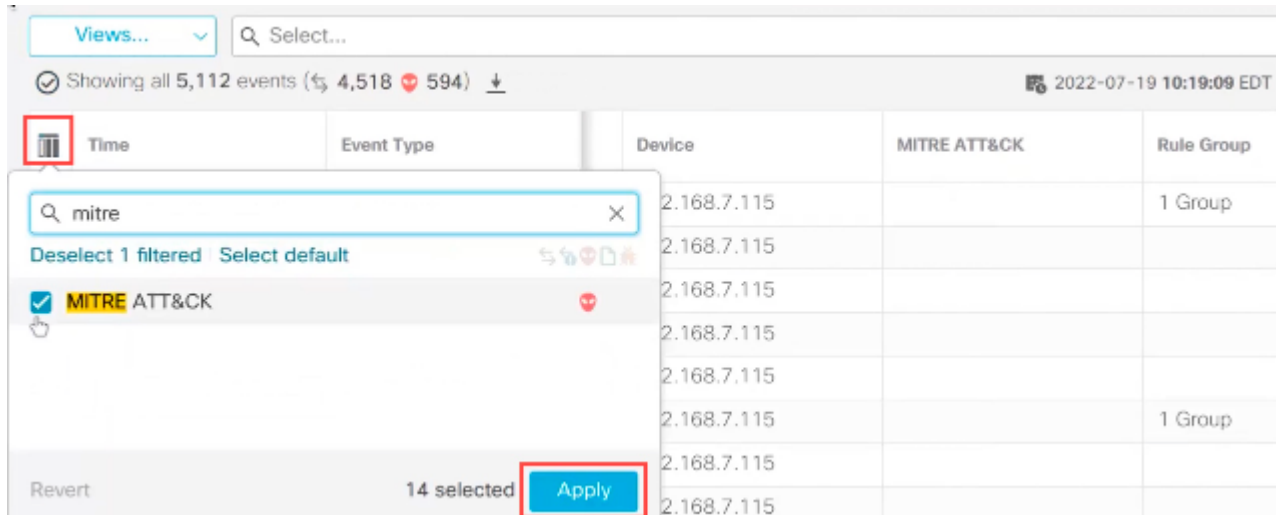 Views...
Select...
Showing all 5,112 events (4,518 594)
2022-07-19 10:19:09 EDT
Time Event Type Device MITRE ATT&CK Rule Group
mitre
Deselect 1 filtered Select default
MITRE ATT&CK
Revert 14 selected Apply
2.168.7.115 1 Group
2.168.7.115
2.168.7.115
2.168.7.115
2.168.7.115
2.168.7.115 1 Group
2.168.7.115
2.168.7.115